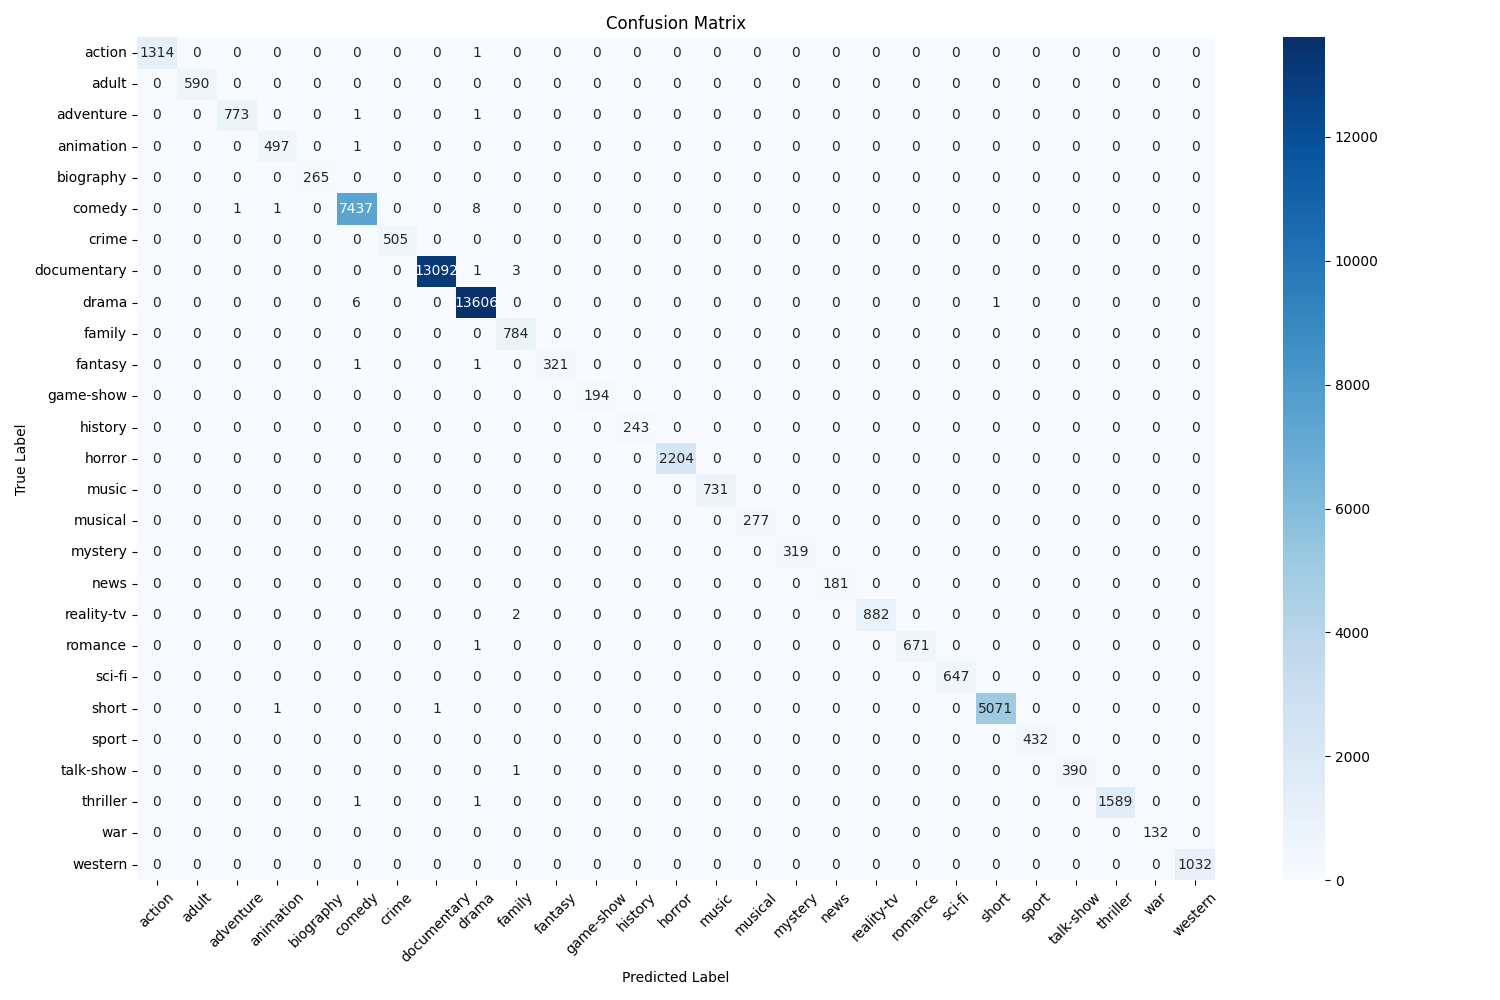 Confusion Matrix
action 1314 0 0 0 0 0 0 0 1 0 0 0 0 0 0 0 0 0 0 0 0 0 0 0 0 0 0
adult 0 590 0 0 0 0 0 0 0 0 0 0 0 0 0 0 0 0 0 0 0 0 0 0 0 0 0
adventure 0 0 773 0 0 1 0 0 1 0 0 0 0 0 0 0 0 0 0 0 0 0 0 0 0 0 0
animation 0 0 0 497 0 1 0 0 0 0 0 0 0 0 0 0 0 0 0 0 0 0 0 0 0 0 0
biography 0 0 0 0 265 0 0 0 0 0 0 0 0 0 0 0 0 0 0 0 0 0 0 0 0 0 0
comedy 0 0 1 1 0 7437 0 0 8 0 0 0 0 0 0 0 0 0 0 0 0 0 0 0 0 0 0
crime 0 0 0 0 0 0 505 0 0 0 0 0 0 0 0 0 0 0 0 0 0 0 0 0 0 0 0
documentary 0 0 0 0 0 0 0 13092 1 3 0 0 0 0 0 0 0 0 0 0 0 0 0 0 0 0 0
drama 0 0 0 0 0 6 0 0 13606 0 0 0 0 0 0 0 0 0 0 0 0 1 0 0 0 0 0
family 0 0 0 0 0 0 0 0 0 784 0 0 0 0 0 0 0 0 0 0 0 0 0 0 0 0 0
fantasy 0 0 0 0 0 1 0 0 1 0 321 0 0 0 0 0 0 0 0 0 0 0 0 0 0 0 0
game-show 0 0 0 0 0 0 0 0 0 0 0 194 0 0 0 0 0 0 0 0 0 0 0 0 0 0 0
history 0 0 0 0 0 0 0 0 0 0 0 0 243 0 0 0 0 0 0 0 0 0 0 0 0 0 0
horror 0 0 0 0 0 0 0 0 0 0 0 0 0 2204 0 0 0 0 0 0 0 0 0 0 0 0 0
music 0 0 0 0 0 0 0 0 0 0 0 0 0 0 731 0 0 0 0 0 0 0 0 0 0 0 0
musical 0 0 0 0 0 0 0 0 0 0 0 0 0 0 0 277 0 0 0 0 0 0 0 0 0 0 0
mystery 0 0 0 0 0 0 0 0 0 0 0 0 0 0 0 0 319 0 0 0 0 0 0 0 0 0 0
news 0 0 0 0 0 0 0 0 0 0 0 0 0 0 0 0 0 181 0 0 0 0 0 0 0 0 0
reality-tv 0 0 0 0 0 0 0 0 0 2 0 0 0 0 0 0 0 0 882 0 0 0 0 0 0 0 0
romance 0 0 0 0 0 0 0 0 1 0 0 0 0 0 0 0 0 0 0 671 0 0 0 0 0 0 0
sci-fi 0 0 0 0 0 0 0 0 0 0 0 0 0 0 0 0 0 0 0 0 647 0 0 0 0 0 0
short 0 0 0 1 0 0 0 1 0 0 0 0 0 0 0 0 0 0 0 0 0 5071 0 0 0 0 0
sport 0 0 0 0 0 0 0 0 0 0 0 0 0 0 0 0 0 0 0 0 0 0 432 0 0 0 0
talk-show 0 0 0 0 0 0 0 0 0 1 0 0 0 0 0 0 0 0 0 0 0 0 0 390 0 0 0
thriller 0 0 0 0 0 1 0 0 1 0 0 0 0 0 0 0 0 0 0 0 0 0 0 0 1589 0 0
war 0 0 0 0 0 0 0 0 0 0 0 0 0 0 0 0 0 0 0 0 0 0 0 0 0 132 0
western 0 0 0 0 0 0 0 0 0 0 0 0 0 0 0 0 0 0 0 0 0 0 0 0 0 0 1032
True Label
action adult adventure animation biography comedy crime documentary drama family fantasy game-show history horror music musical mystery news reality-tv romance sci-fi short sport talk-show thriller war western
Predicted Label
12000
10000
8000
6000
4000
2000
0